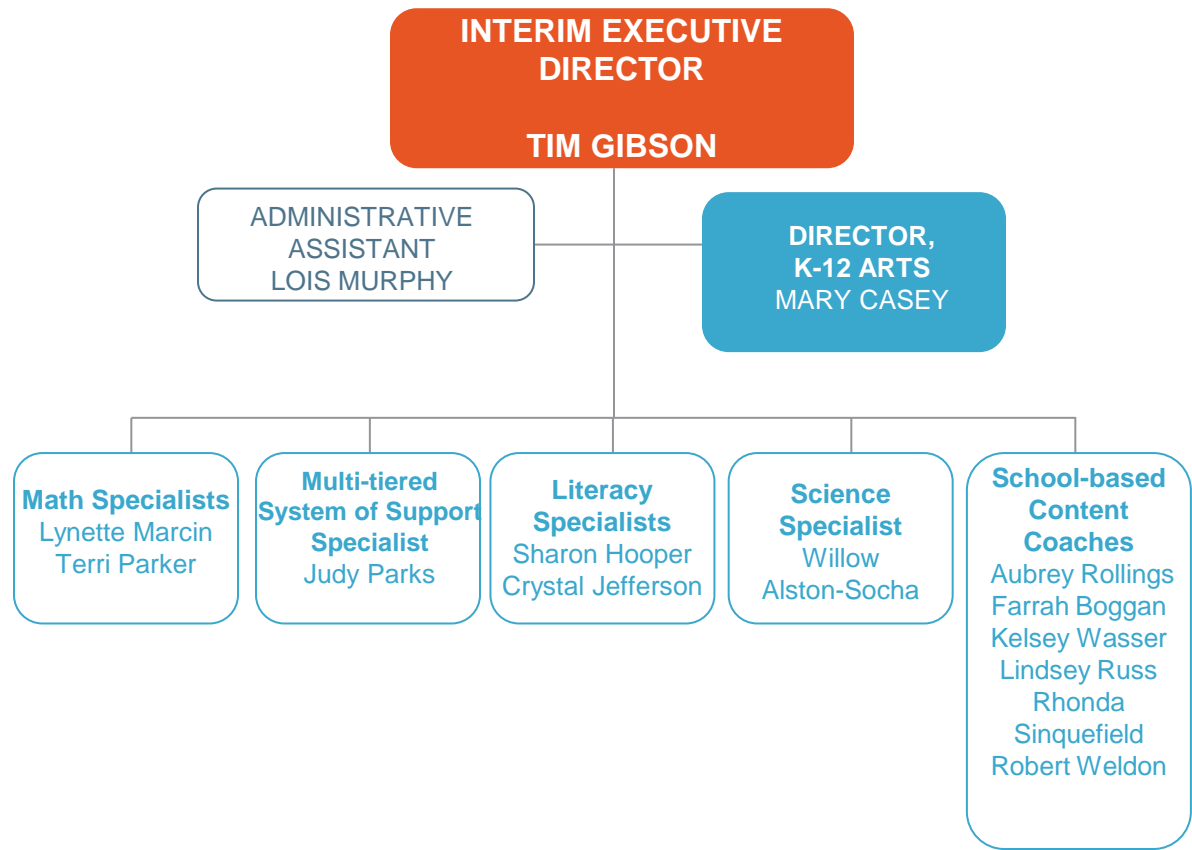 INTERIM EXECUTIVE
DIRECTOR
TIM GIBSON
ADMINISTRATIVE
ASSISTANT
LOIS MURPHY
DIRECTOR,
K-12 ARTS
MARY CASEY
Math Specialists
Lynette Marcin
Terri Parker
Multi-tiered
System of Support
Specialist
Judy Parks
Literacy
Specialists
Sharon Hooper
Crystal Jefferson
Science
Specialist
Willow
Alston-Socha
School-based
Content
Coaches
Aubrey Rollings
Farrah Boggan
Kelsey Wasser
Lindsey Russ
Rhonda
Sinquefield
Robert Weldon